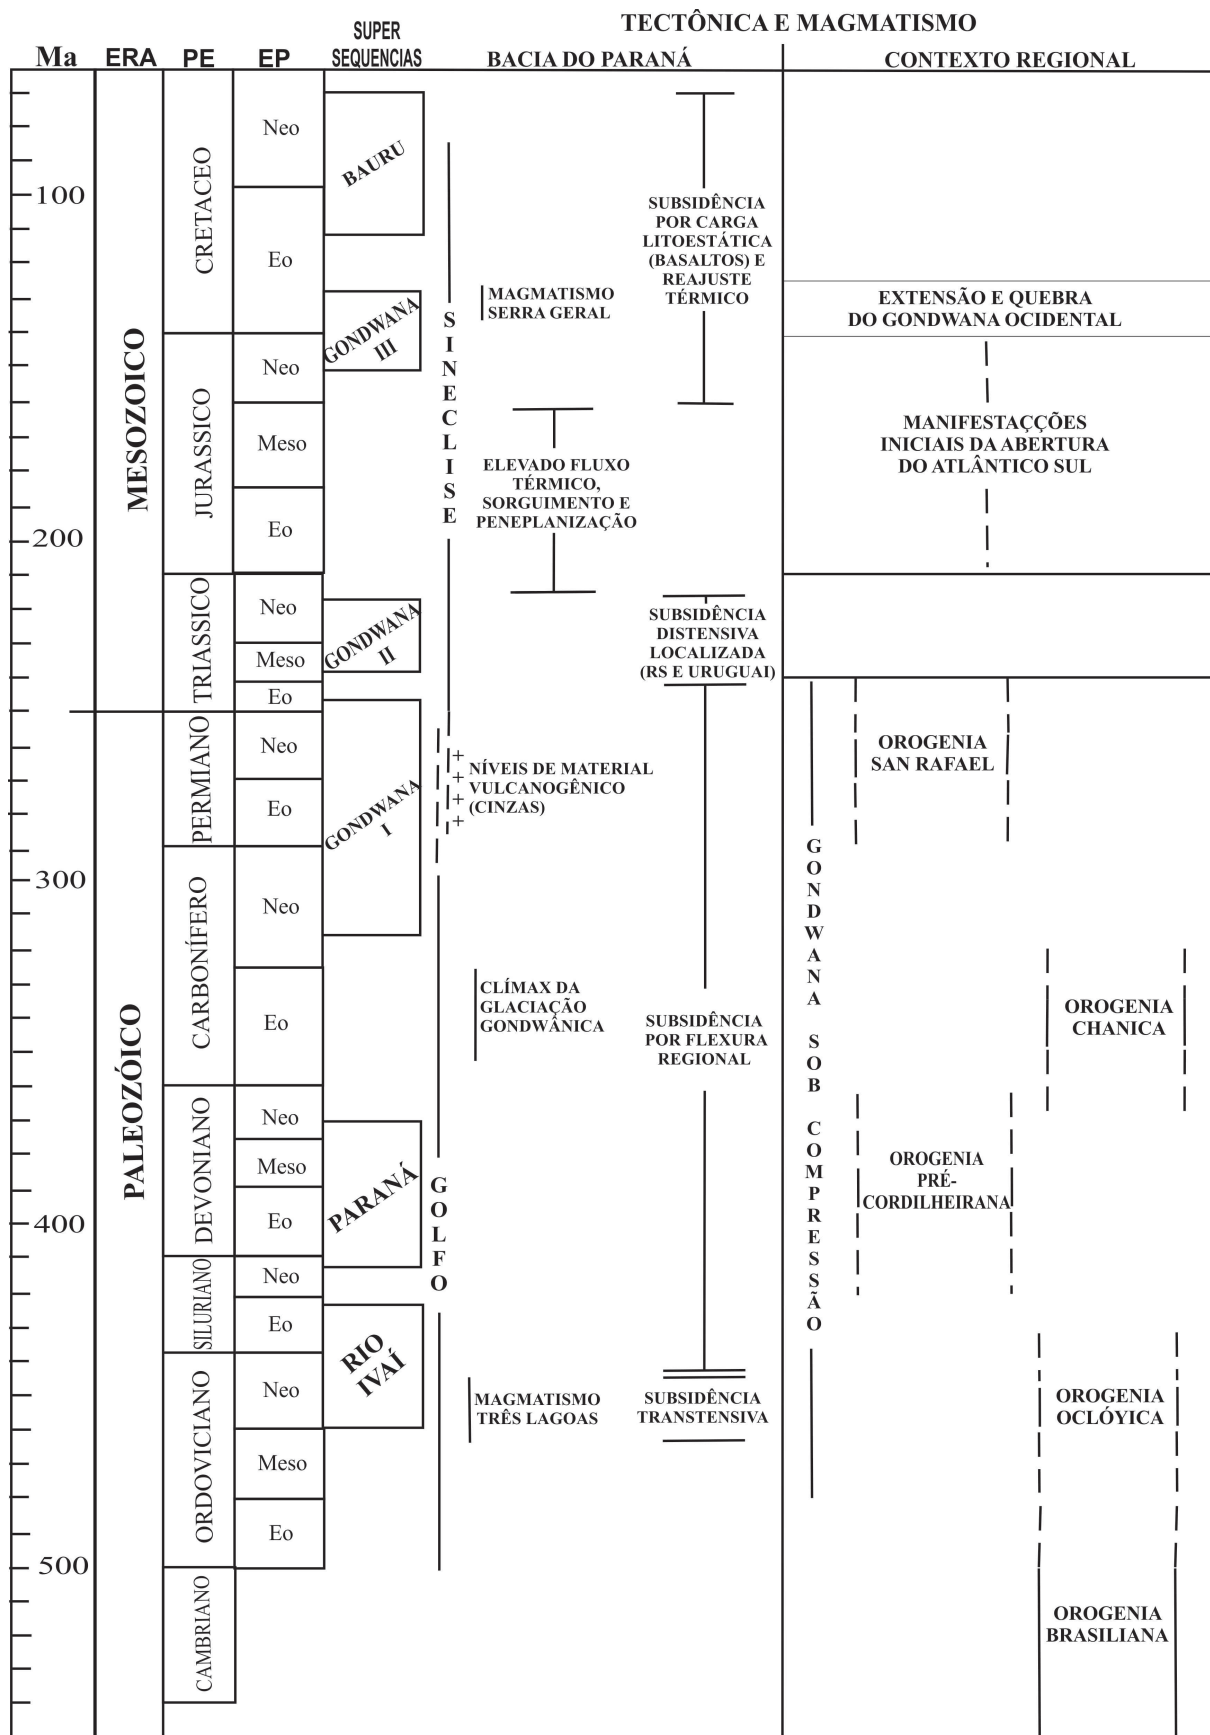 TECTÔNICA E MAGMATISMO
Ma
ERA
PE
EP
SUPER
SEQUENCIAS
BACIA DO PARANÁ
CONTEXTO REGIONAL
100
200
300
400
500
MESOZOICO
PALEOZÓICO
CRETACEO
JURASSICO
TRIASSICO
PERMIANO
CARBONÍFERO
DEVONIANO
SILURIANO
ORDOVICIANO
CAMBRIANO
Neo
Eo
Neo
Meso
Eo
Neo
Meso
Eo
Neo
Eo
Neo
Eo
Neo
Meso
Eo
Neo
Eo
Neo
Meso
Eo
BAURU
GONDWANA
III
GONDWANA
II
GONDWANA
I
PARANÁ
RIO
IVAÍ
SINECLISE
GOLFO
MAGMATISMO
SERRA GERAL
ELEVADO FLUXO
TÉRMICO,
SORGUIMENTO E
PENEPLANIZAÇÃO
+
+
+
+
NÍVEIS DE MATERIAL
VULCANOGÊNICO
(CINZAS)
CLÍMAX DA
GLACIAÇÃO
GONDWÂNICA
MAGMATISMO
TRÊS LAGOAS
SUBSIDÊNCIA
POR CARGA
LITOESTÁTICA
(BASALTOS) E
REAJUSTE
TÉRMICO
SUBSIDÊNCIA
DISTENSIVA
LOCALIZADA
(RS E URUGUAI)
SUBSIDÊNCIA
POR FLEXURA
REGIONAL
SUBSIDÊNCIA
TRANSTENSIVA
EXTENSÃO E QUEBRA
DO GONDWANA OCIDENTAL
MANIFESTACÇÕES
INICIAIS DA ABERTURA
DO ATLÂNTICO SUL
GONDWANA SOB COMPRESSÃO
OROGENIA
SAN RAFAEL
OROGENIA
CHANICA
OROGENIA
PRÉ-
CORDILHEIRANA
OROGENIA
OCLÓYICA
OROGENIA
BRASILIANA